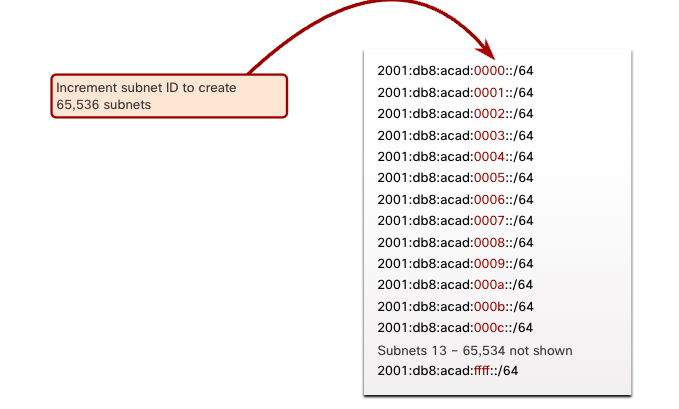 Increment subnet ID to create
65,536 subnets
2001:db8:acad:0000::/64
2001:db8:acad:0001::/64
2001:db8:acad:0002::/64
2001:db8:acad:0003::/64
2001:db8:acad:0004::/64
2001:db8:acad:0005::/64
2001:db8:acad:0006::/64
2001:db8:acad:0007::/64
2001:db8:acad:0008::/64
2001:db8:acad:0009::/64
2001:db8:acad:000a::/64
2001:db8:acad:000b::/64
2001:db8:acad:000c::/64
Subnets 13 – 65,534 not shown
2001:db8:acad:ffff::/64